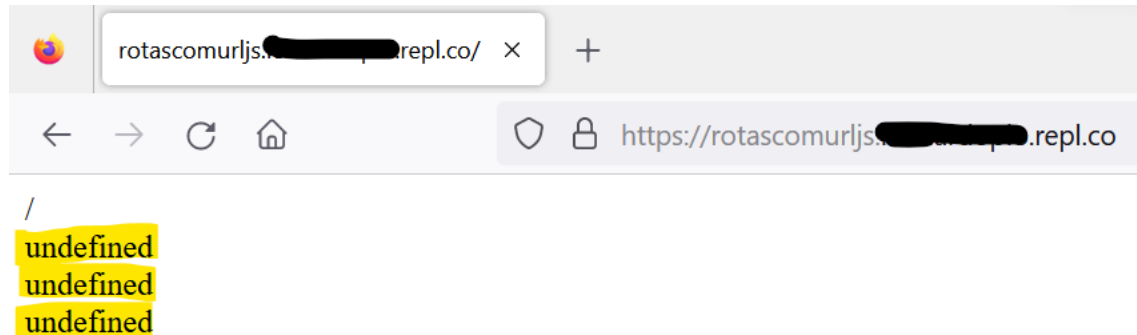 rotascomurljs. repl.co/
https://rotascomurljs. .repl.co
/
undefined
undefined
undefined